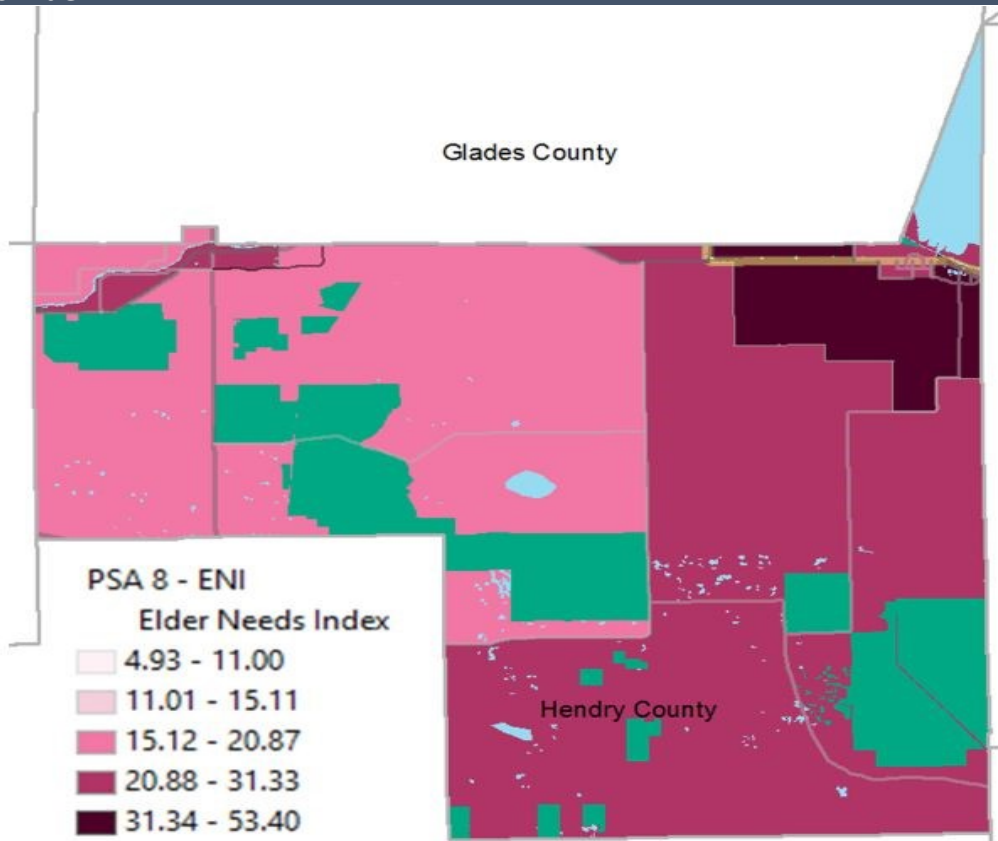 Glades County
PSA 8 - ENI
Elder Needs Index
4.93 - 11.00
11.01 - 15.11
15.12 - 20.87
20.88 - 31.33
31.34 - 53.40
Hendry County